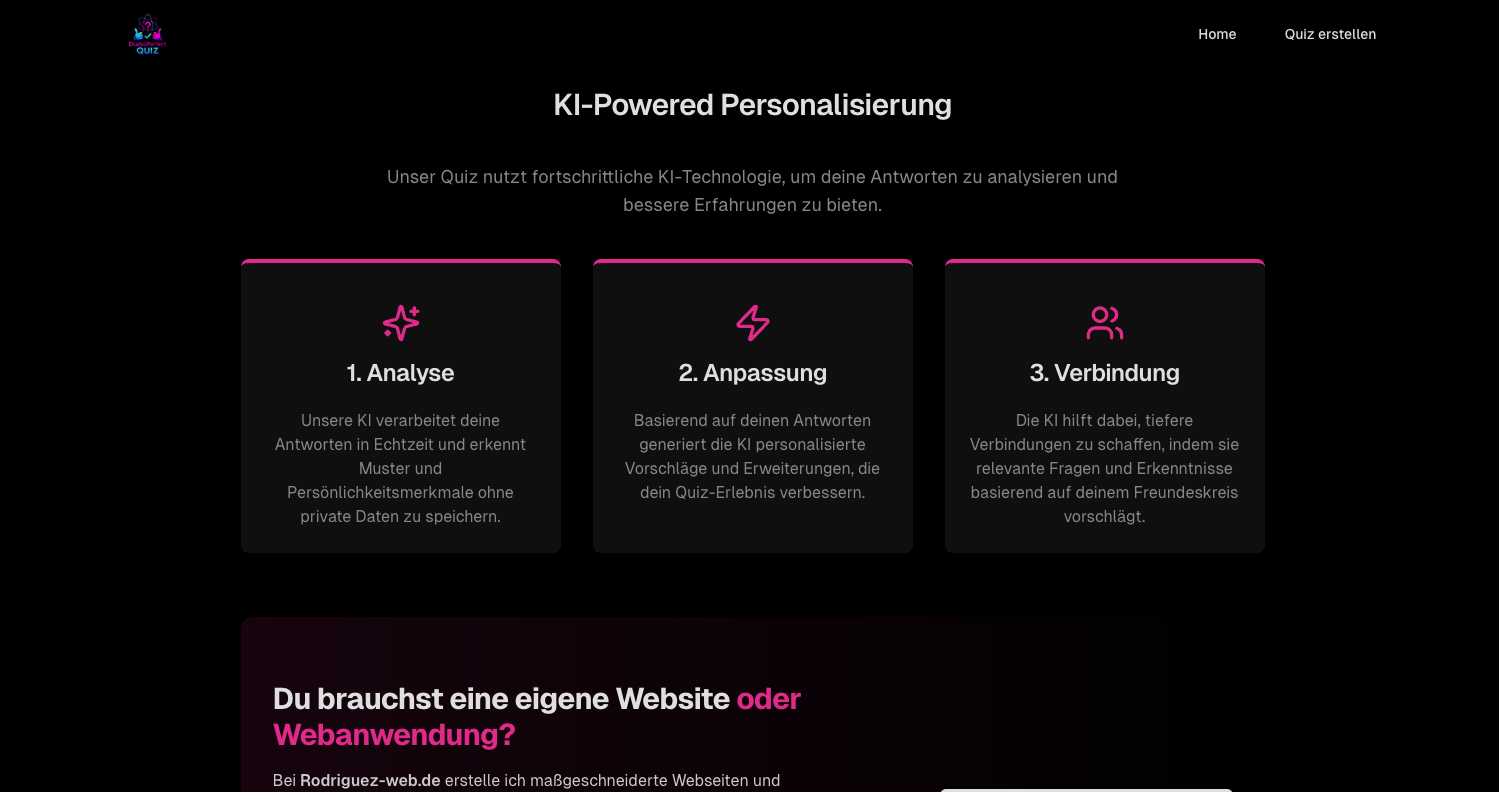 ?
QUIZ
Home
Quiz erstellen
KI-Powered Personalisierung
Unser Quiz nutzt fortschrittliche KI-Technologie, um deine Antworten zu analysieren und
bessere Erfahrungen zu bieten.
1. Analyse
Unsere KI verarbeitet deine
Antworten in Echtzeit und erkennt
Muster und
Persönlichkeitsmerkmale ohne
private Daten zu speichern.
2. Anpassung
Basierend auf deinen Antworten
generiert die KI personalisierte
Vorschläge und Erweiterungen, die
dein Quiz-Erlebnis verbessern.
3. Verbindung
Die KI hilft dabei, tiefere
Verbindungen zu schaffen, indem sie
relevante Fragen und Erkenntnisse
basierend auf deinem Freundeskreis
vorschlägt.
Du brauchst eine eigene Website oder
Webanwendung?
Bei Rodriguez-web.de erstelle ich maßgeschneiderte Webseiten und